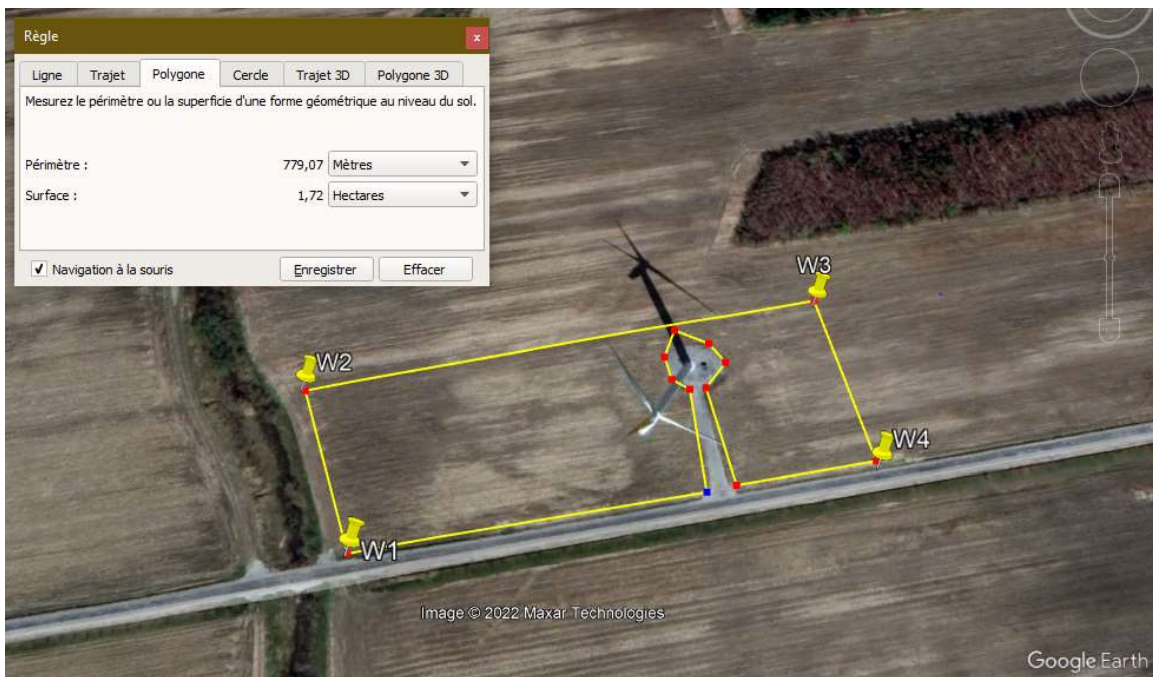 Règle
x
Ligne Trajet Polygone Cercle Trajet 3D Polygone 3D
Mesurez le périmètre ou la superficie d'une forme géométrique au niveau du sol.
Périmètre : 779,07 Mètres
Surface : 1,72 Hectares
Navigation à la souris Enregistrer Effacer
W3
W2
W4
W1
Image © 2022 Maxar Technologies
Google Earth